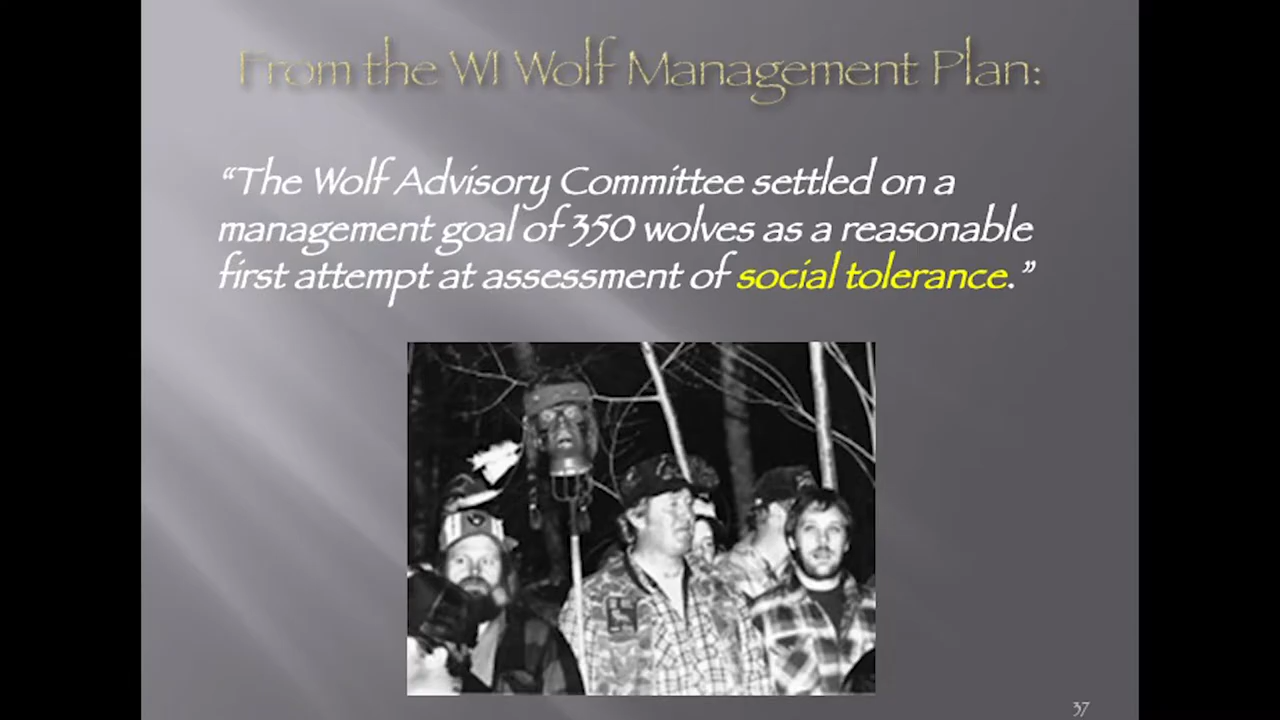 From the WI Wolf Management Plan:
“The Wolf Advisory Committee settled on a
management goal of 350 wolves as a reasonable
first attempt at assessment of social tolerance.”
37